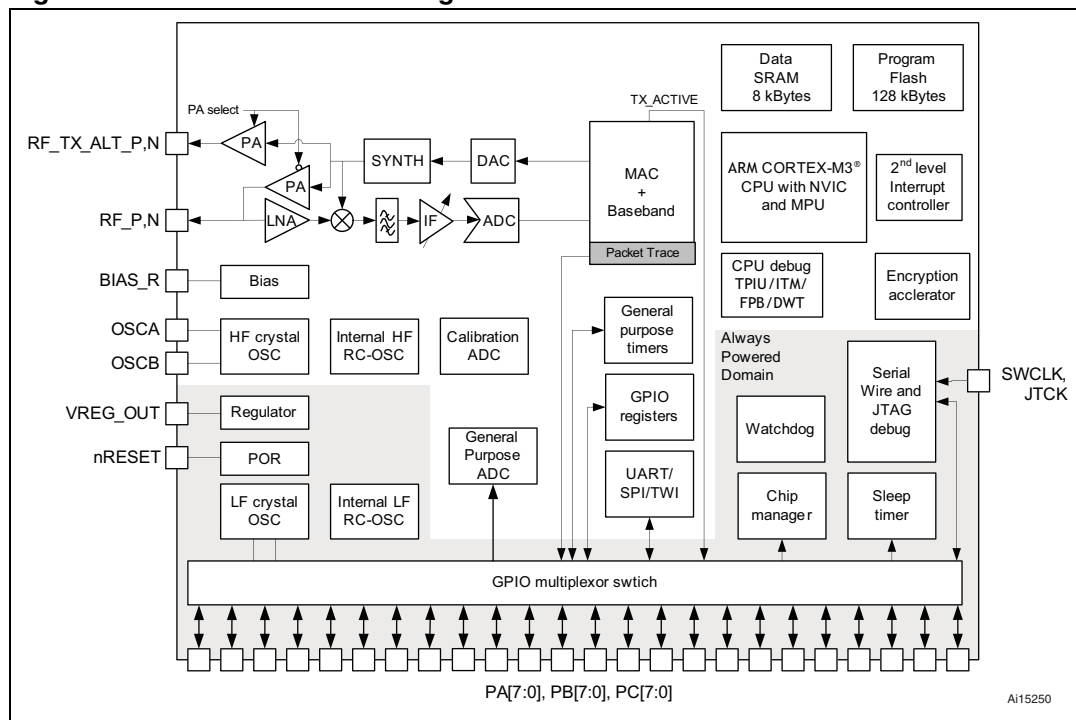 Data
SRAM
8 kBytes
Program
Flash
128 kBytes
PA select
TX_ACTIVE
RF_TX_ALT_P,N
PA
SYNTH
DAC
MAC
+
Baseband
ARM CORTEX-M3®
CPU with NVIC
and MPU
2nd level
Interrupt
controller
PA
RF_P,N
LNA
IF
ADC
Packet Trace
BIAS_R
Bias
CPU debug
TPIU/ITM/
FPB/DWT
Encryption
acclerator
OSCA
OSCB
HF crystal
OSC
Internal HF
RC-OSC
Calibration
ADC
General
purpose
timers
Always
Powered
Domain
Serial
Wire and
JTAG
debug
SWCLK,
JTCK
VREG_OUT
Regulator
GPIO
registers
Watchdog
nRESET
POR
General
Purpose
ADC
UART/
SPI/TWI
LF crystal
OSC
Internal LF
RC-OSC
Chip
manager
Sleep
timer
GPIO multiplexor swtich
PA[7:0], PB[7:0], PC[7:0]
Ai15250